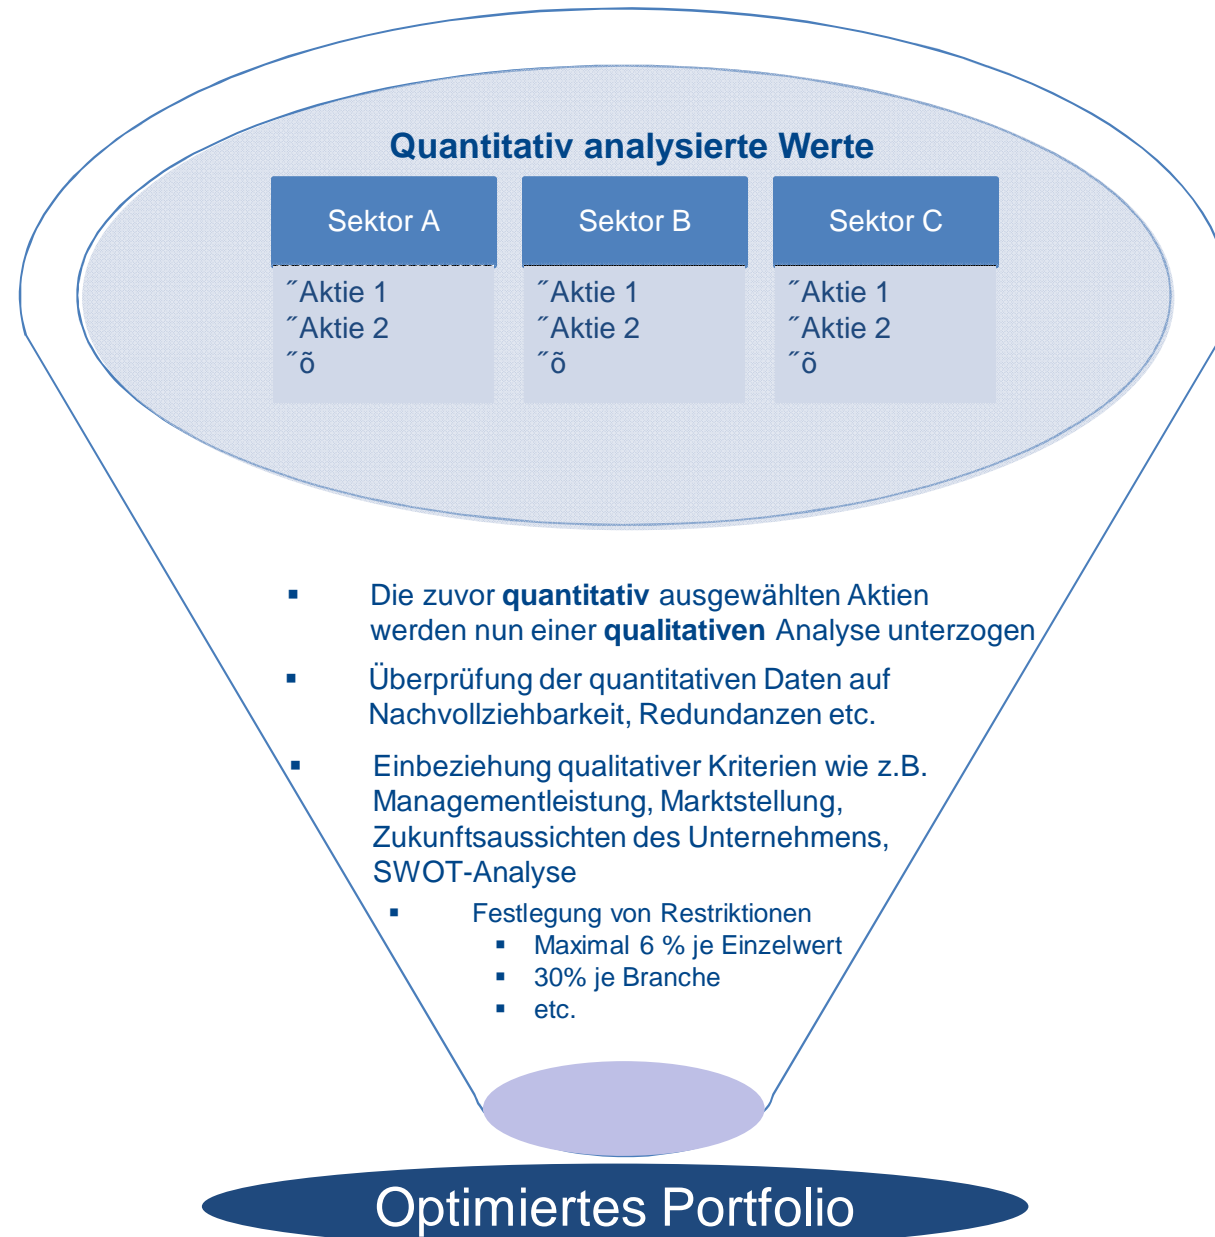 Quantitativ analysierte Werte
Sektor A
Sektor B
Sektor C
˝Aktie 1
˝Aktie 2
˝õ
˝Aktie 1
˝Aktie 2
˝õ
˝Aktie 1
˝Aktie 2
˝õ
▪ Die zuvor quantitativ ausgewählten Aktien
werden nun einer qualitativen Analyse unterzogen
▪ Überprüfung der quantitativen Daten auf
Nachvollziehbarkeit, Redundanzen etc.
▪ Einbeziehung qualitativer Kriterien wie z.B.
Managementleistung, Marktstellung,
Zukunftsaussichten des Unternehmens,
SWOT-Analyse
▪ Festlegung von Restriktionen
▪ Maximal 6 % je Einzelwert
▪ 30% je Branche
▪ etc.
Optimiertes Portfolio